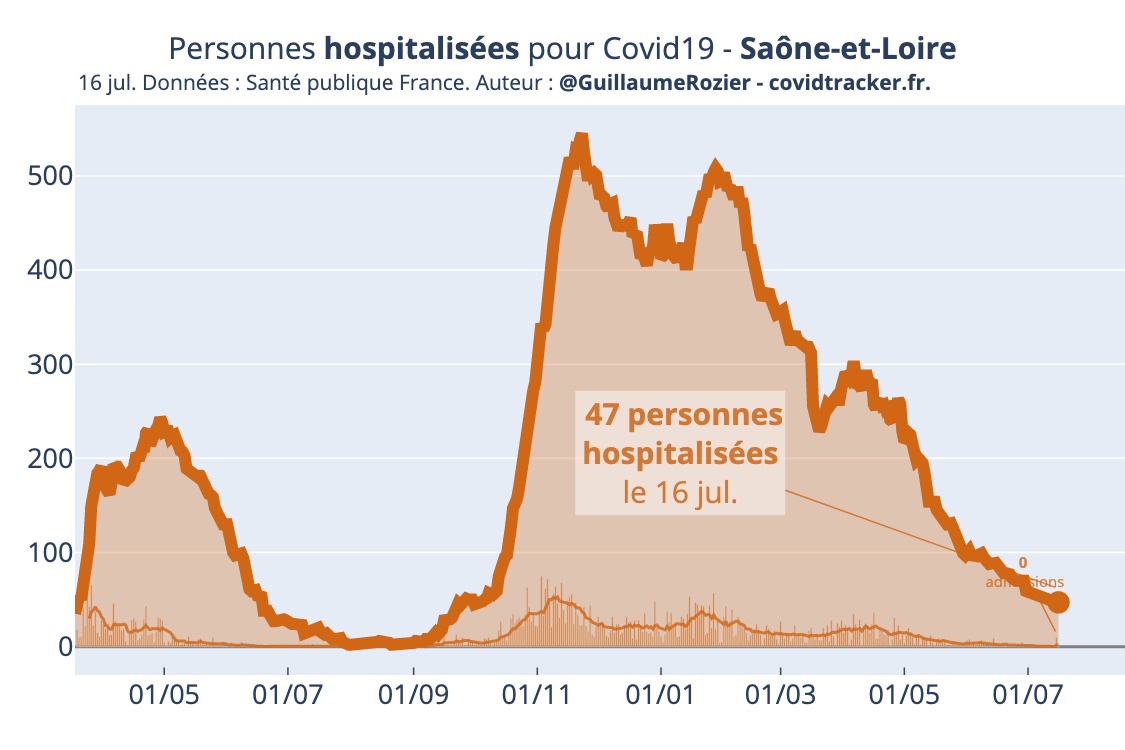 Personnes hospitalisées pour Covid19 - Saône-et-Loire
16 jul. Données : Santé publique France. Auteur : @GuillaumeRozier - covidtracker.fr.
500
400
300
200
100
0
47 personnes
hospitalisées
le 16 jul.
0
admissions
01/05 01/07 01/09 01/11 01/01 01/03 01/05 01/07